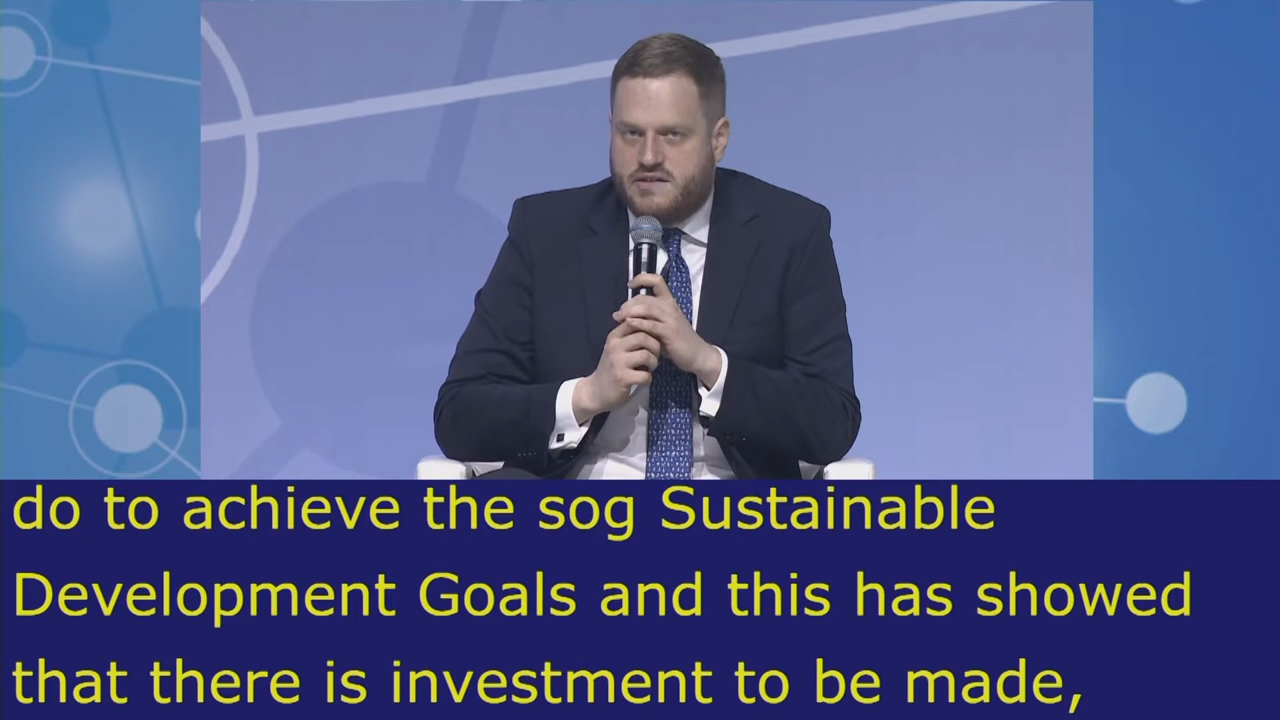 do to achieve the sog Sustainable
Development Goals and this has showed
that there is investment to be made,